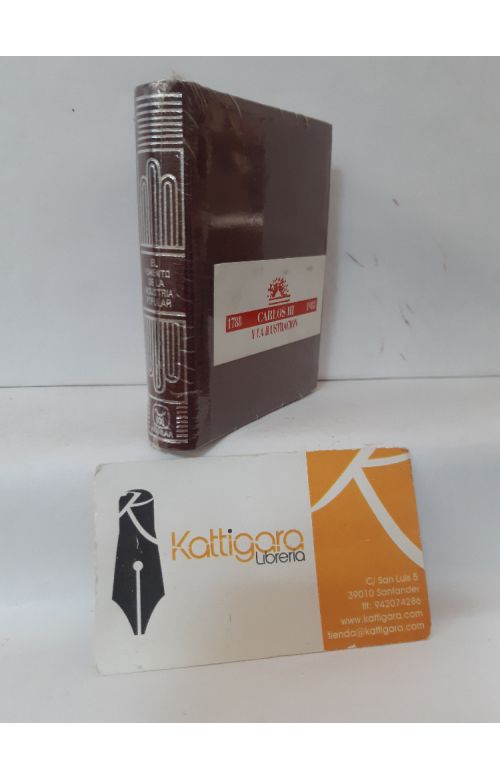 EL
FOMENTO
DE LA
INDUSTRIA
POPULAR
AGUILAR
1788 CARLOS III 1988
Y LA ILUSTRACIÓN
K
Kattigara
Librería
K
C/ San Luis 5
39010 Santander
tlf: 942074286
www.kattigara.com
tienda@kattigara.com